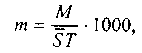 m = M / S̅T · 1000,